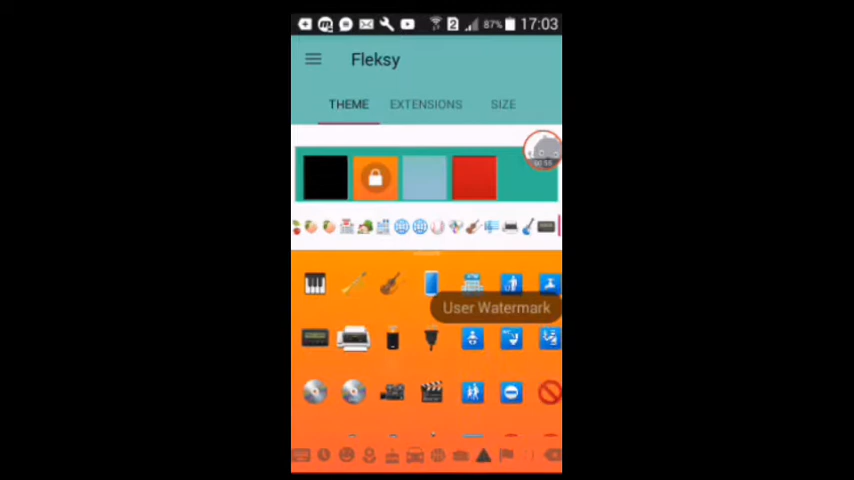 2 87% 17:03
Fleksy
THEME EXTENSIONS SIZE
User Watermark